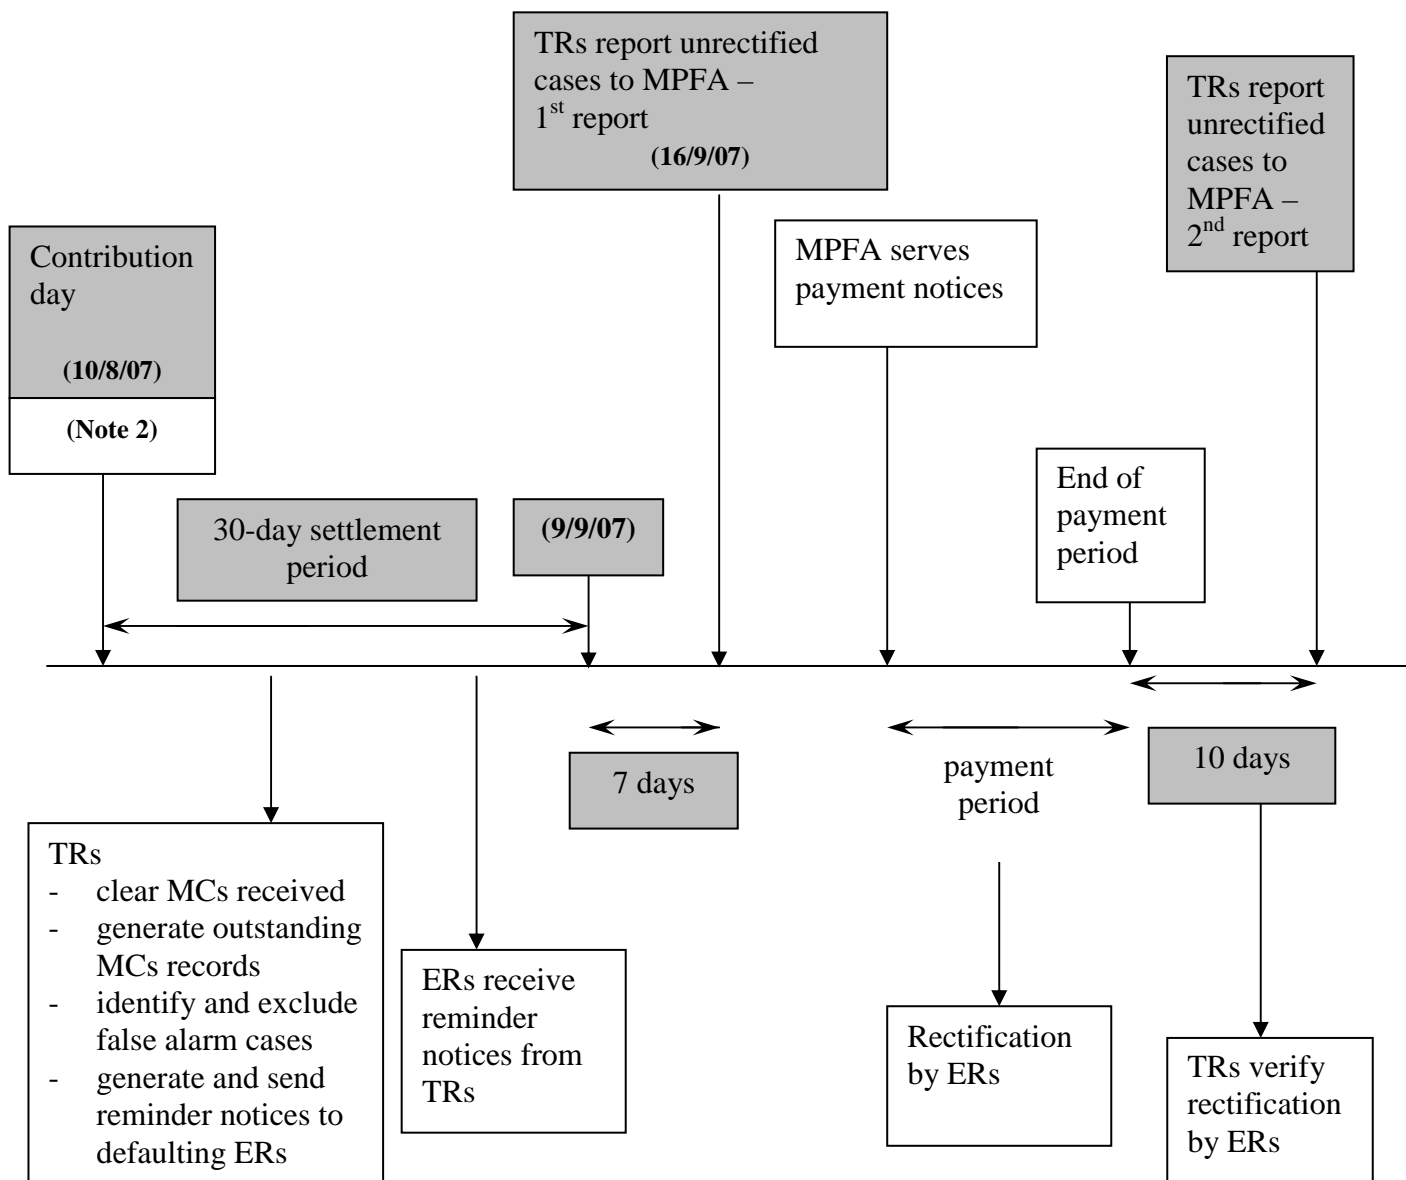 TRs report unrectified
cases to MPFA –
1st report
(16/9/07)
TRs report
unrectified
cases to
MPFA –
2nd report
Contribution
day
(10/8/07)
(Note 2)
MPFA serves
payment notices
30-day settlement
period
(9/9/07)
End of
payment
period
7 days
payment
period
10 days
TRs
- clear MCs received
- generate outstanding
MCs records
- identify and exclude
false alarm cases
- generate and send
reminder notices to
defaulting ERs
ERs receive
reminder
notices from
TRs
Rectification
by ERs
TRs verify
rectification
by ERs